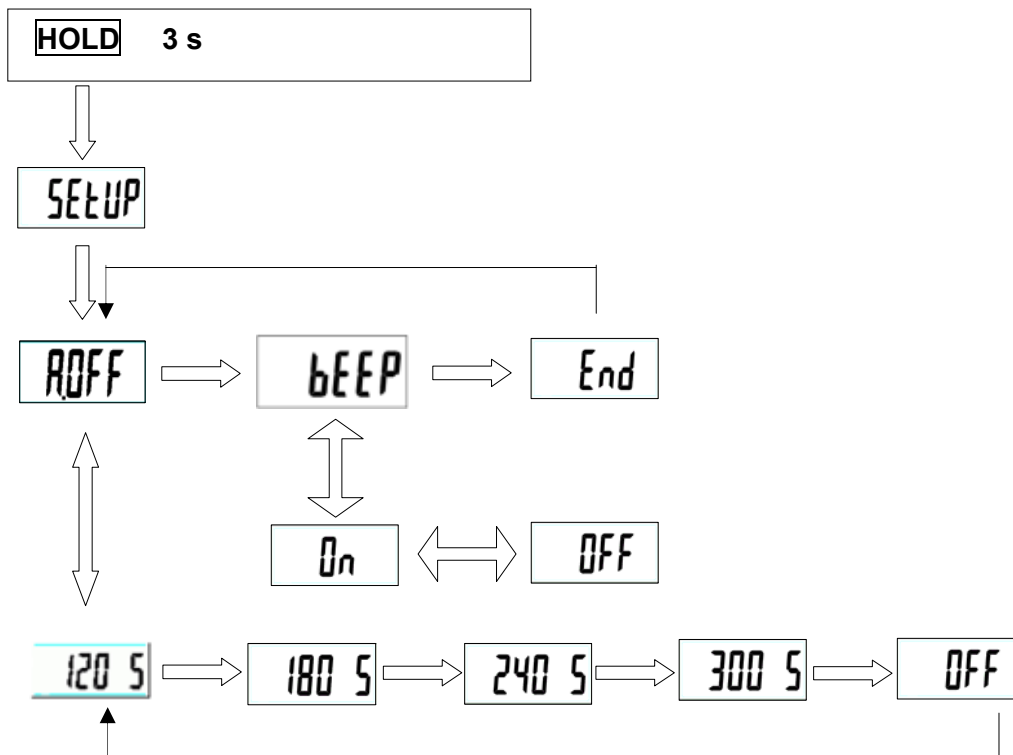 HOLD 3 s
SEtUP
A.OFF bEEP End
On OFF
120 S 180 S 240 S 300 S OFF